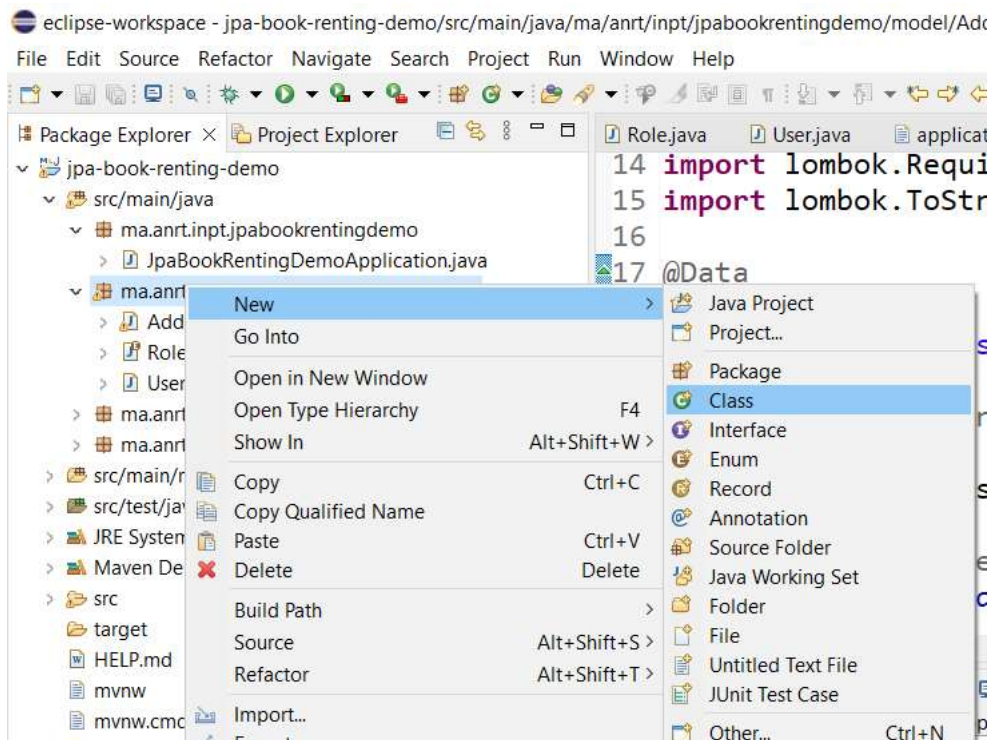 eclipse-workspace - jpa-book-renting-demo/src/main/java/ma/anrt/inpt/jpabookrentingdemo/model/Add
File Edit Source Refactor Navigate Search Project Run Window Help
Package Explorer
Project Explorer
jpa-book-renting-demo
src/main/java
ma.anrt.inpt.jpabookrentingdemo
JpaBookRentingDemoApplication.java
ma.anrt
Add
Role
User
ma.anrt
ma.anrt
src/main/r
src/test/jav
JRE System
Maven De
src
target
HELP.md
mvnw
mvnw.cmd
New
Go Into
Open in New Window
Open Type Hierarchy F4
Show In Alt+Shift+W >
Copy Ctrl+C
Copy Qualified Name
Paste Ctrl+V
Delete Delete
Build Path >
Source Alt+Shift+S >
Refactor Alt+Shift+T >
Import...
Java Project
Project...
Package
Class
Interface
Enum
Record
Annotation
Source Folder
Java Working Set
Folder
File
Untitled Text File
JUnit Test Case
Other... Ctrl+N
Role.java User.java applicat
14 import lombok.Requi
15 import lombok.ToStr
16
17 @Data